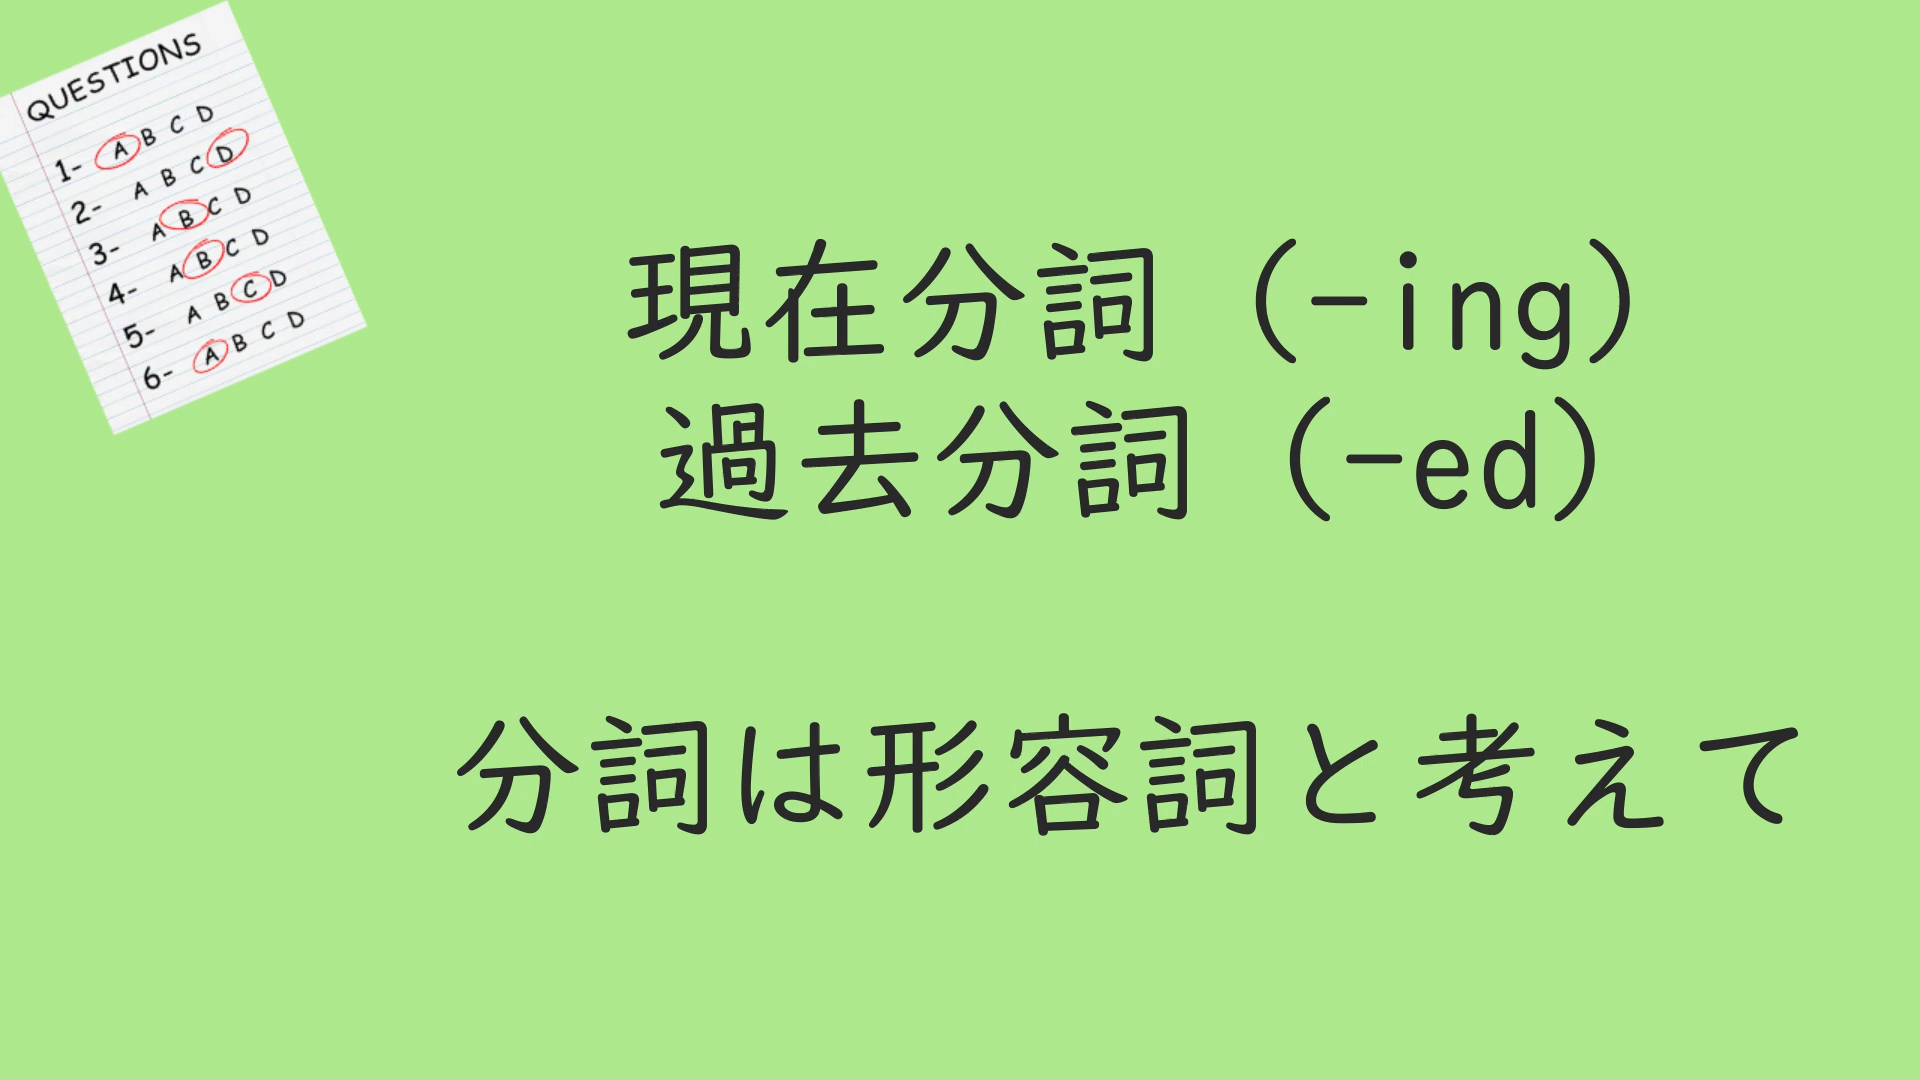 QUESTIONS
1- A B C D
2- A B C D
3- A B C D
4- A B C D
5- A B C D
6- A B C D
現在分詞（-ing)
過去分詞（-ed)
分詞は形容詞と考えて